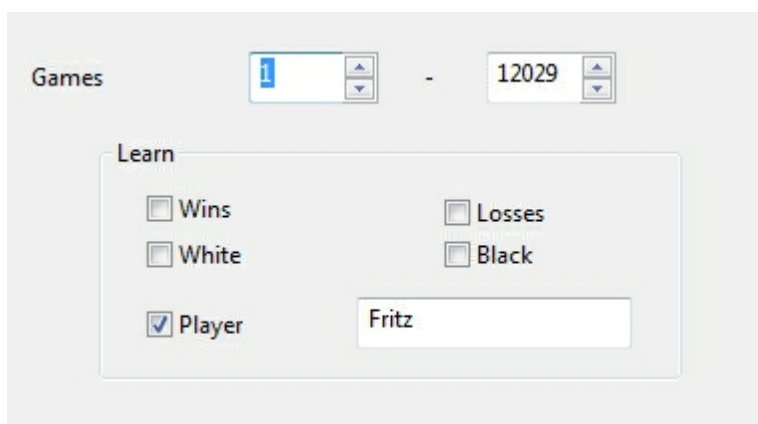 Games 1 - 12029
Learn
Wins Losses
White Black
Player Fritz